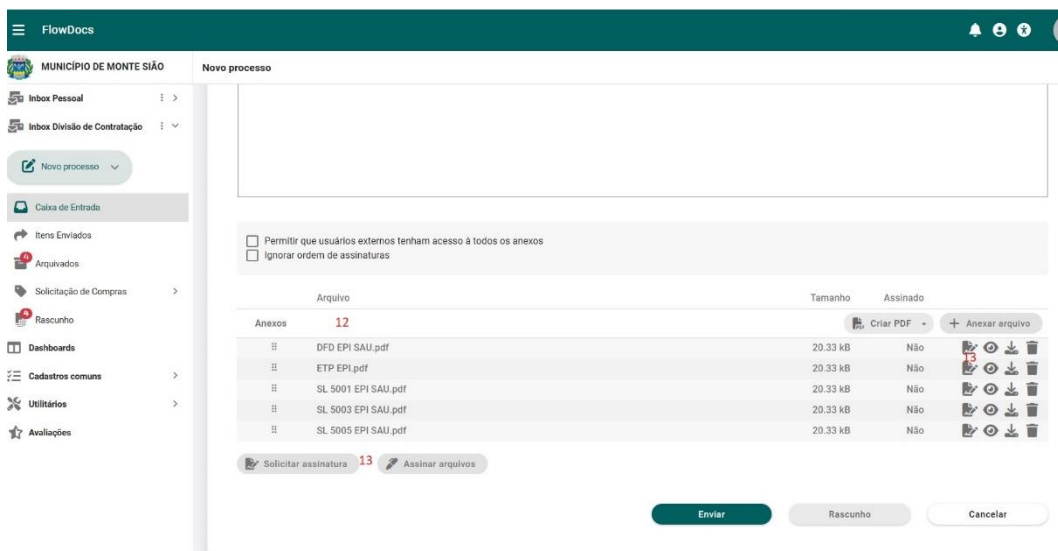 FlowDocs
MUNICÍPIO DE MONTE SIÃO
Novo processo
Inbox Pessoal
Inbox Divisão de Contratação
Novo processo
Caixa de Entrada
Itens Enviados
4
Arquivados
Solicitação de Compras
4
Rascunho
Dashboards
Cadastros comuns
Utilitários
Avaliações
Permitir que usuários externos tenham acesso à todos os anexos
Ignorar ordem de assinaturas
Arquivo Tamanho Assinado
Anexos 12 Criar PDF + Anexar arquivo
DFD EPI SAU.pdf 20.33 kB Não
13
ETP EPI.pdf 20.33 kB Não
SL 5001 EPI SAU.pdf 20.33 kB Não
SL 5003 EPI SAU.pdf 20.33 kB Não
SL 5005 EPI SAU.pdf 20.33 kB Não
Solicitar assinatura 13 Assinar arquivos
Enviar Rascunho Cancelar